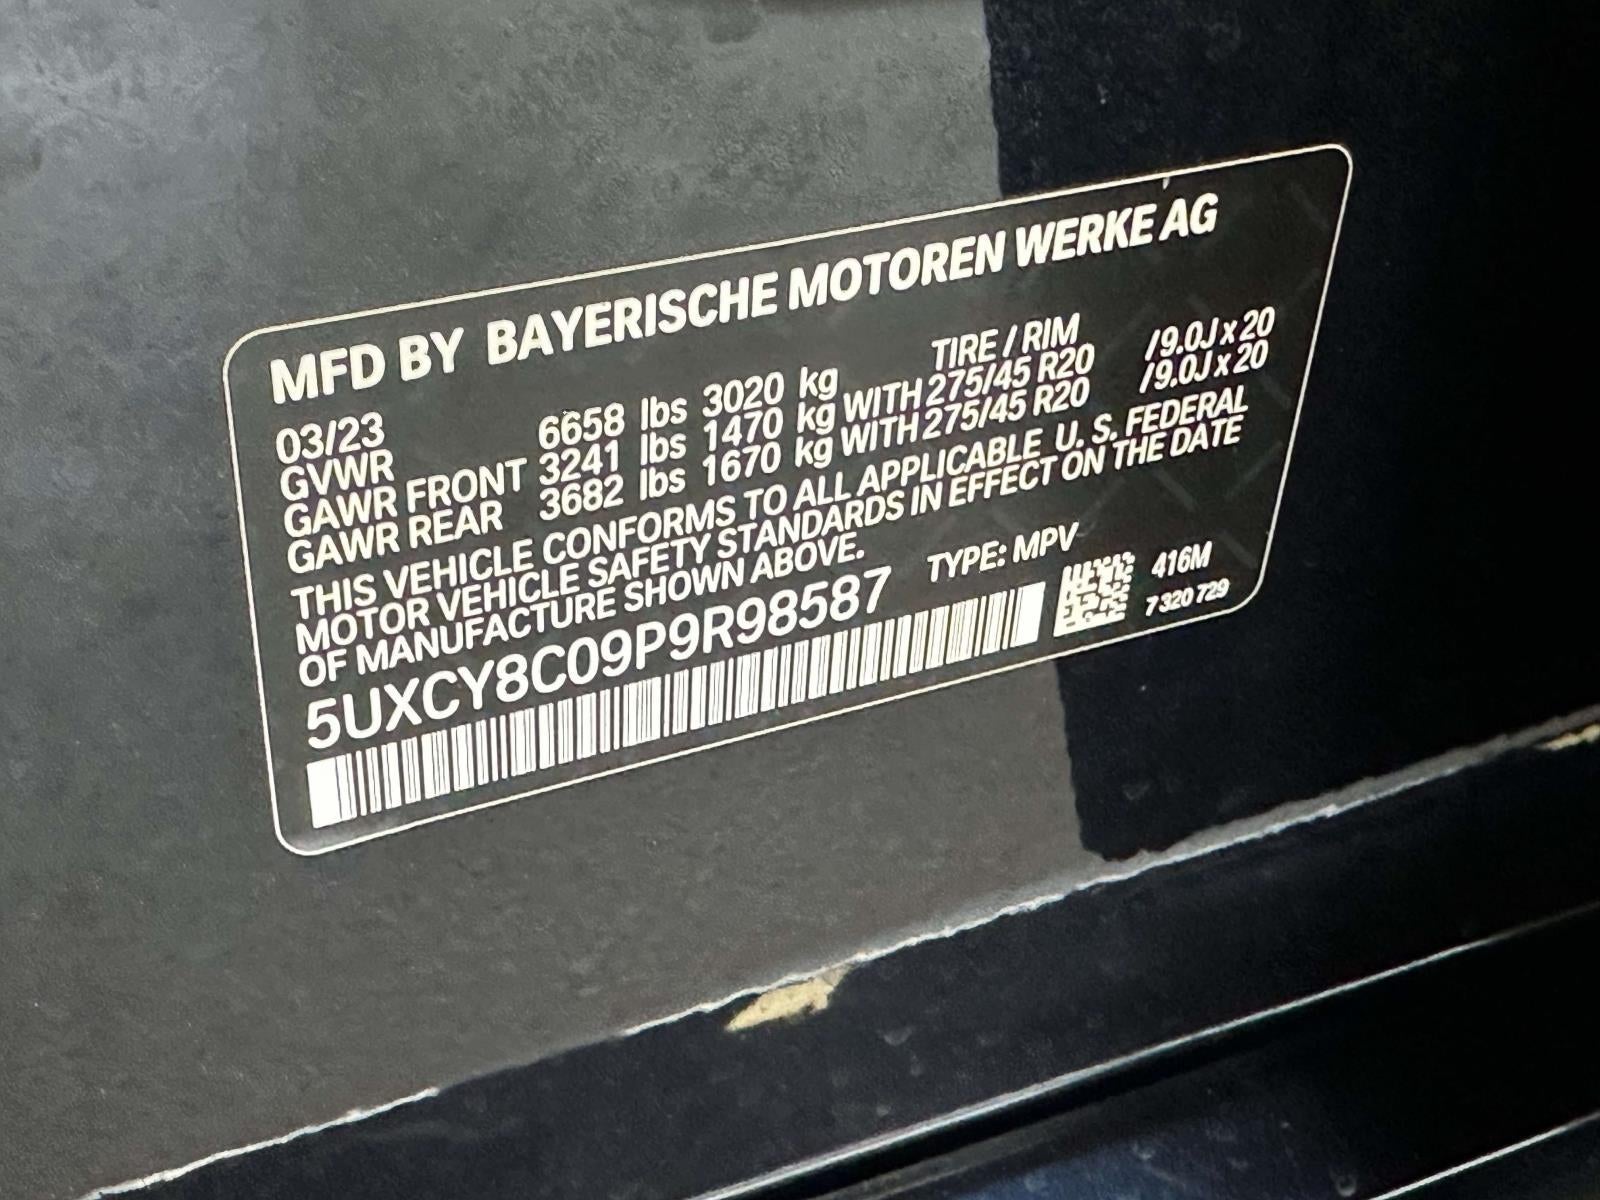 MFD BY BAYERISCHE MOTOREN WERKE AG
03/23 TIRE / RIM
GVWR 6658 lbs 3020 kg
GAWR FRONT 3241 lbs 1470 kg WITH 275/45 R20 /9.0J x 20
GAWR REAR 3682 lbs 1670 kg WITH 275/45 R20 /9.0J x 20
THIS VEHICLE CONFORMS TO ALL APPLICABLE U. S. FEDERAL
MOTOR VEHICLE SAFETY STANDARDS IN EFFECT ON THE DATE
OF MANUFACTURE SHOWN ABOVE.
5UXCY8C09P9R98587 TYPE: MPV
416M
7 320 729